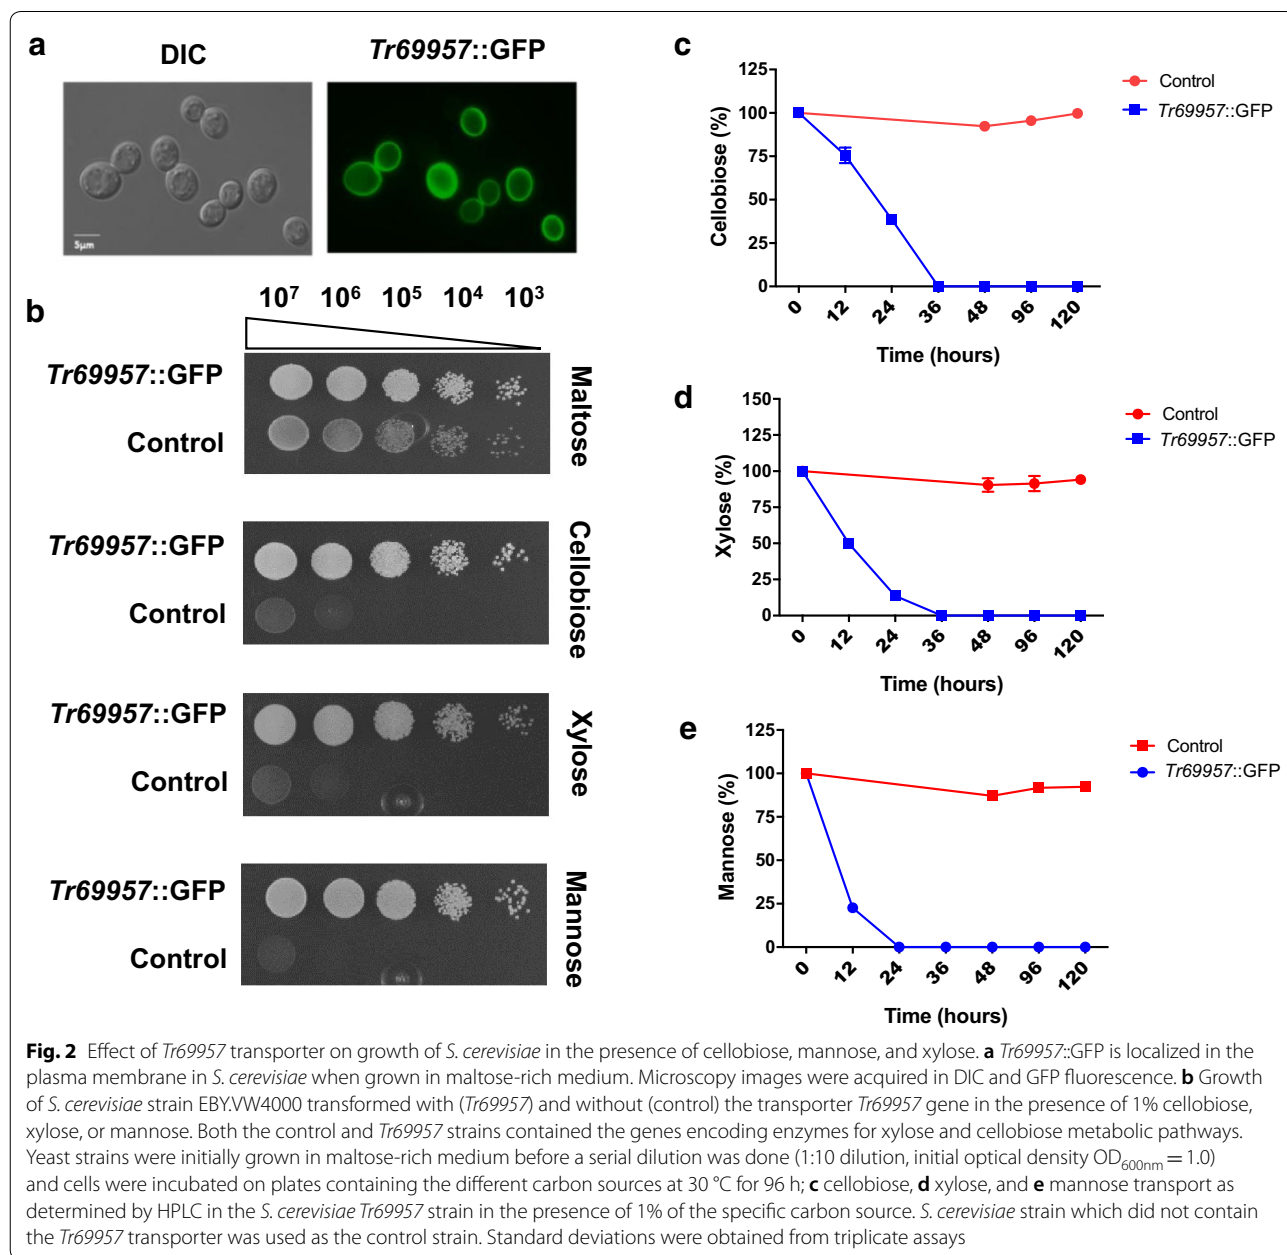 a
DIC
Tr69957::GFP
5µm
b
10⁷ 10⁶ 10⁵ 10⁴ 10³
Tr69957::GFP
Control
Maltose
Tr69957::GFP
Control
Cellobiose
Tr69957::GFP
Control
Xylose
Tr69957::GFP
Control
Mannose
c
Cellobiose (%)
125
100
75
50
25
0
0 12 24 36 48 96 120
Time (hours)
Control
Tr69957::GFP
d
Xylose (%)
150
125
100
75
50
25
0
0 12 24 36 48 96 120
Time (hours)
Control
Tr69957::GFP
e
Mannose (%)
125
100
75
50
25
0
0 12 24 36 48 96 120
Time (hours)
Control
Tr69957::GFP
Fig. 2 Effect of Tr69957 transporter on growth of S. cerevisiae in the presence of cellobiose, mannose, and xylose. a Tr69957::GFP is localized in the
plasma membrane in S. cerevisiae when grown in maltose-rich medium. Microscopy images were acquired in DIC and GFP fluorescence. b Growth
of S. cerevisiae strain EBY.VW4000 transformed with (Tr69957) and without (control) the transporter Tr69957 gene in the presence of 1% cellobiose,
xylose, or mannose. Both the control and Tr69957 strains contained the genes encoding enzymes for xylose and cellobiose metabolic pathways.
Yeast strains were initially grown in maltose-rich medium before a serial dilution was done (1:10 dilution, initial optical density OD600nm = 1.0)
and cells were incubated on plates containing the different carbon sources at 30 °C for 96 h; c cellobiose, d xylose, and e mannose transport as
determined by HPLC in the S. cerevisiae Tr69957 strain in the presence of 1% of the specific carbon source. S. cerevisiae strain which did not contain
the Tr69957 transporter was used as the control strain. Standard deviations were obtained from triplicate assays